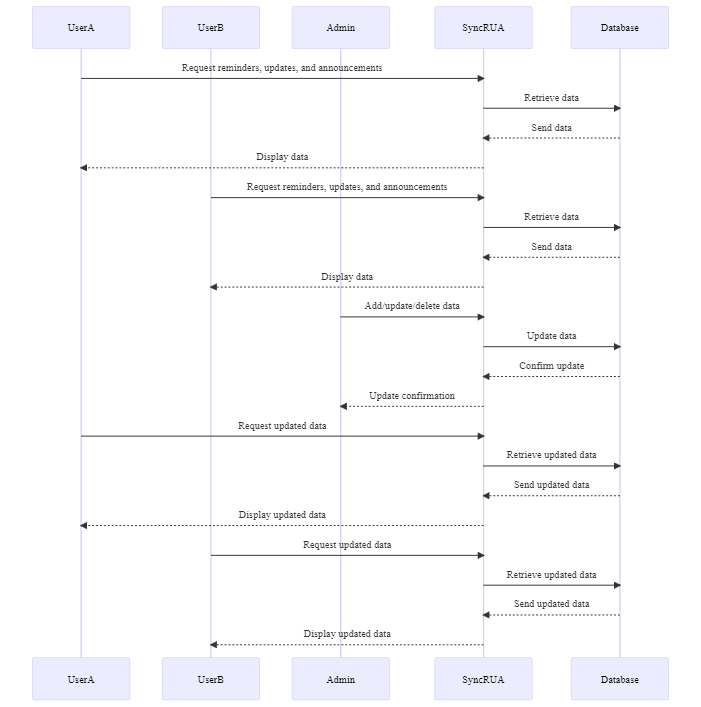 UserA
UserB
Admin
SyncRUA
Database
Request reminders, updates, and announcements
Retrieve data
Send data
Display data
Request reminders, updates, and announcements
Retrieve data
Send data
Display data
Add/update/delete data
Update data
Confirm update
Update confirmation
Request updated data
Retrieve updated data
Send updated data
Display updated data
Request updated data
Retrieve updated data
Send updated data
Display updated data
UserA
UserB
Admin
SyncRUA
Database